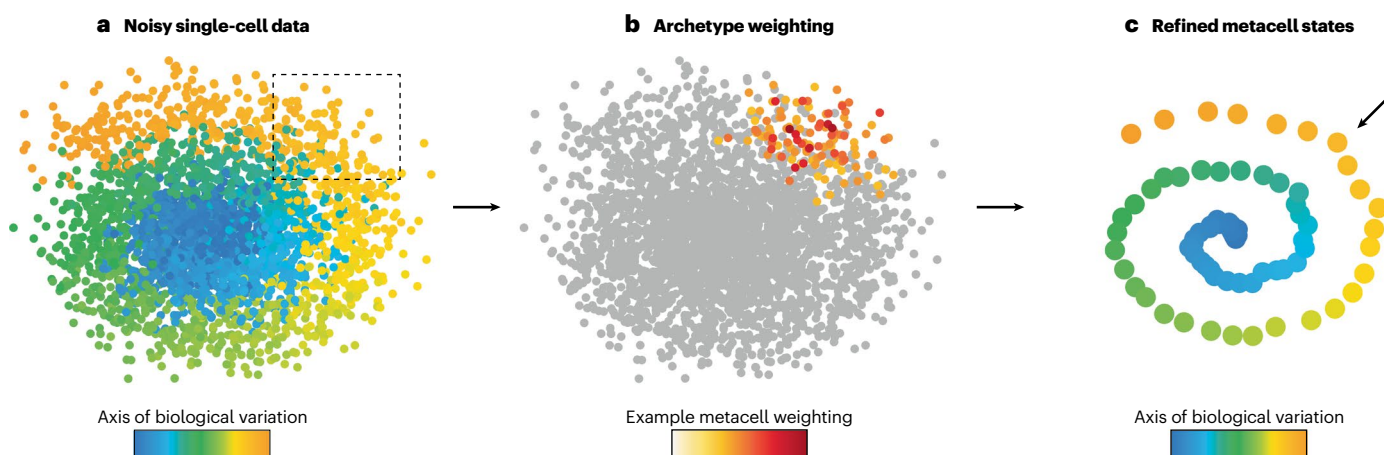 a Noisy single-cell data
b Archetype weighting
c Refined metacell states
Axis of biological variation
Example metacell weighting
Axis of biological variation